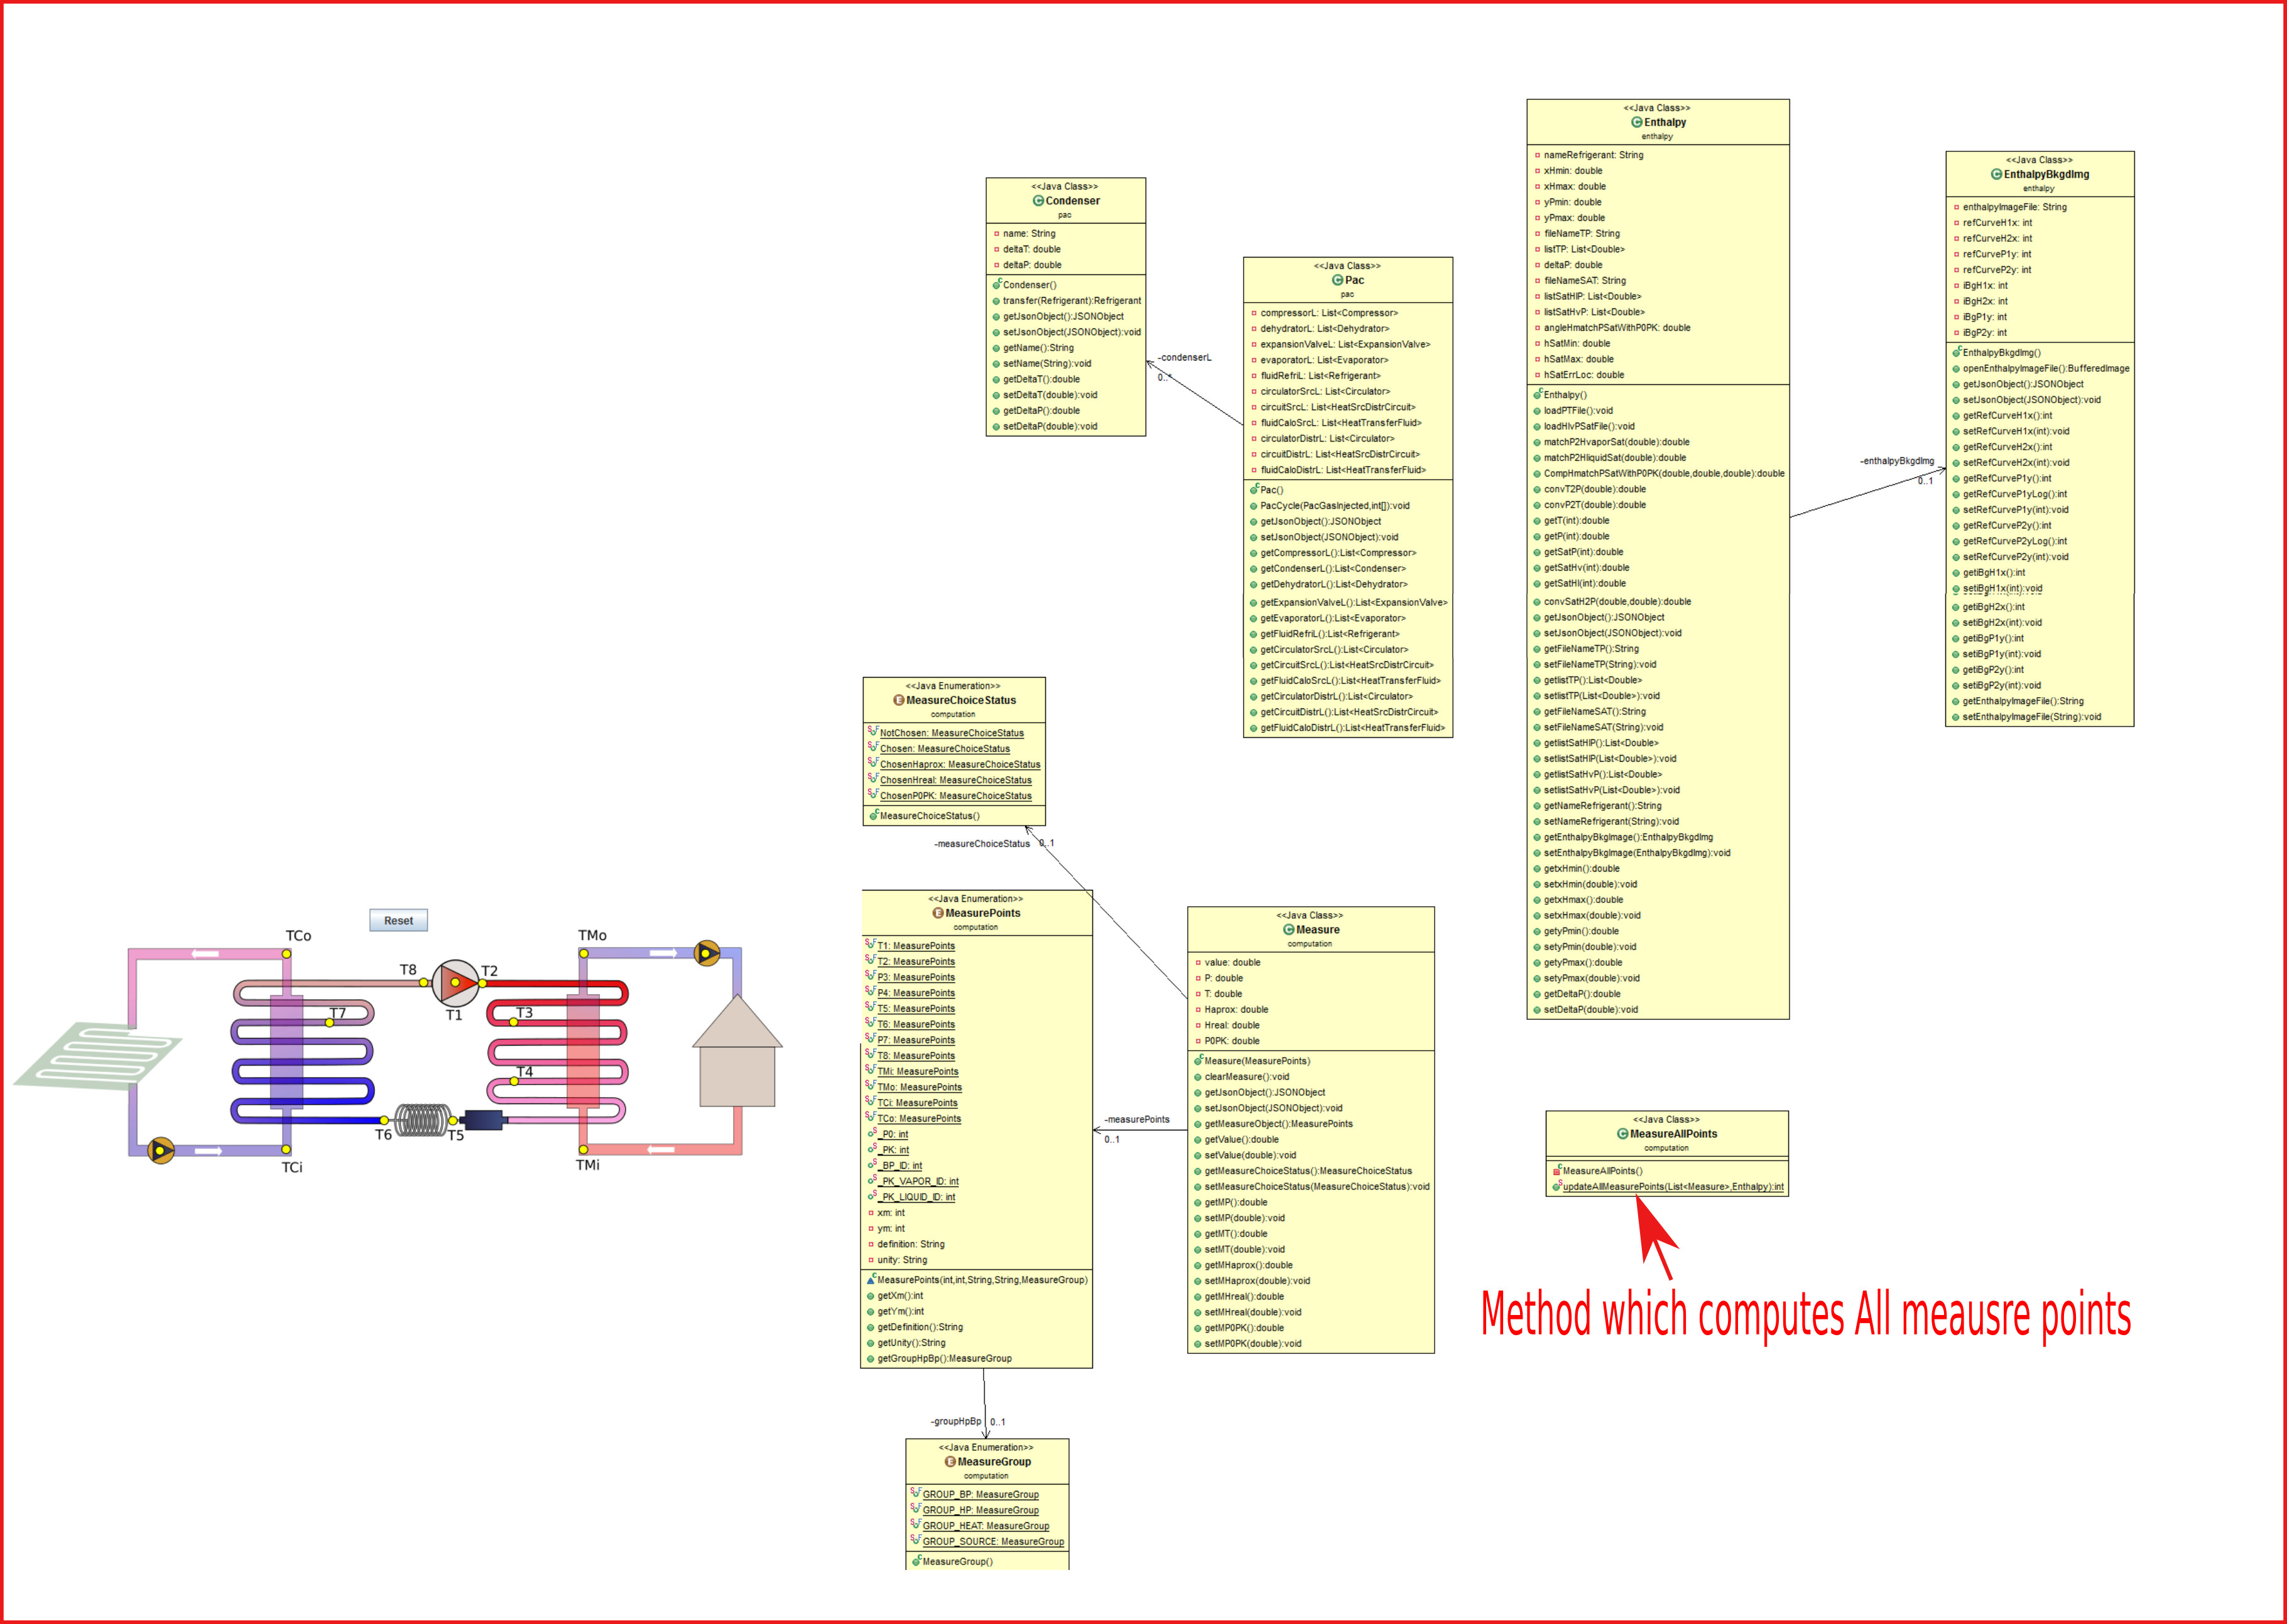 <<Java Class>>
Enthalpy
enthalpy
nameRefrigerant: String
xHmin: double
xHmax: double
yPmin: double
yPmax: double
fileNameTP: String
listTP: List<Double>
deltaP: double
fileNameSAT: String
listSatHlP: List<Double>
listSatHvP: List<Double>
angleHmatchPSatWithP0PK: double
hSatMin: double
hSatMax: double
hSatErrLoc: double
Enthalpy()
loadPTFile():void
loadHlvPSatFile():void
matchP2HvaporSat(double):double
matchP2HliquidSat(double):double
CompHmatchPSatWithP0PK(double,double,double):double
convT2P(double):double
convP2T(double):double
getT(int):double
getP(int):double
getSatP(int):double
getSatHv(int):double
getSatHl(int):double
convSatH2P(double,double):double
getJsonObject():JSONObject
setJsonObject(JSONObject):void
getFileNameTP():String
setFileNameTP(String):void
getlistTP():List<Double>
setlistTP(List<Double>):void
getFileNameSAT():String
setFileNameSAT(String):void
getlistSatHlP():List<Double>
setlistSatHlP(List<Double>):void
getlistSatHvP():List<Double>
setlistSatHvP(List<Double>):void
getNameRefrigerant():String
setNameRefrigerant(String):void
getEnthalpyBkgImage():EnthalpyBkgdImg
setEnthalpyBkgImage(EnthalpyBkgdImg):void
getxHmin():double
setxHmin(double):void
getxHmax():double
setxHmax(double):void
getyPmin():double
setyPmin(double):void
getyPmax():double
setyPmax(double):void
getDeltaP():double
setDeltaP(double):void
-enthalpyBkgdImg
0..1
<<Java Class>>
EnthalpyBkgdImg
enthalpy
enthalpyImageFile: String
refCurveH1x: int
refCurveH2x: int
refCurveP1y: int
refCurveP2y: int
iBgH1x: int
iBgH2x: int
iBgP1y: int
iBgP2y: int
EnthalpyBkgdImg()
openEnthalpyImageFile():BufferedImage
getJsonObject():JSONObject
setJsonObject(JSONObject):void
getRefCurveH1x():int
setRefCurveH1x(int):void
getRefCurveH2x():int
setRefCurveH2x(int):void
getRefCurveP1y():int
getRefCurveP1yLog():int
setRefCurveP1y(int):void
getRefCurveP2y():int
getRefCurveP2yLog():int
setRefCurveP2y(int):void
getiBgH1x():int
setiBgH1x(int):void
getiBgH2x():int
setiBgH2x(int):void
getiBgP1y():int
setiBgP1y(int):void
getiBgP2y():int
setiBgP2y(int):void
getEnthalpyImageFile():String
setEnthalpyImageFile(String):void
<<Java Class>>
Condenser
pac
name: String
deltaT: double
deltaP: double
Condenser()
transfer(Refrigerant):Refrigerant
getJsonObject():JSONObject
setJsonObject(JSONObject):void
getName():String
setName(String):void
getDeltaT():double
setDeltaT(double):void
getDeltaP():double
setDeltaP(double):void
-condenserL
0..*
<<Java Class>>
Pac
pac
compressorL: List<Compressor>
dehydratorL: List<Dehydrator>
expansionValveL: List<ExpansionValve>
evaporatorL: List<Evaporator>
fluidRefriL: List<Refrigerant>
circulatorSrcL: List<Circulator>
circuitSrcL: List<HeatSrcDistrCircuit>
fluidCaloSrcL: List<HeatTransferFluid>
circulatorDistrL: List<Circulator>
circuitDistrL: List<HeatSrcDistrCircuit>
fluidCaloDistrL: List<HeatTransferFluid>
Pac()
PacCycle(PacGasInjected,int[]):void
getJsonObject():JSONObject
setJsonObject(JSONObject):void
getCompressorL():List<Compressor>
getCondenserL():List<Condenser>
getDehydratorL():List<Dehydrator>
getExpansionValveL():List<ExpansionValve>
getEvaporatorL():List<Evaporator>
getFluidRefriL():List<Refrigerant>
getCirculatorSrcL():List<Circulator>
getCircuitSrcL():List<HeatSrcDistrCircuit>
getFluidCaloSrcL():List<HeatTransferFluid>
getCirculatorDistrL():List<Circulator>
getCircuitDistrL():List<HeatSrcDistrCircuit>
getFluidCaloDistrL():List<HeatTransferFluid>
<<Java Enumeration>>
MeasureChoiceStatus
computation
NotChosen: MeasureChoiceStatus
Chosen: MeasureChoiceStatus
ChosenHaprox: MeasureChoiceStatus
ChosenHreal: MeasureChoiceStatus
ChosenP0PK: MeasureChoiceStatus
MeasureChoiceStatus()
-measureChoiceStatus
0..1
<<Java Enumeration>>
MeasurePoints
computation
T1: MeasurePoints
T2: MeasurePoints
P3: MeasurePoints
P4: MeasurePoints
T5: MeasurePoints
T6: MeasurePoints
P7: MeasurePoints
T8: MeasurePoints
TMi: MeasurePoints
TMo: MeasurePoints
TCi: MeasurePoints
TCo: MeasurePoints
_P0: int
_PK: int
_BP_ID: int
_PK_VAPOR_ID: int
_PK_LIQUID_ID: int
xm: int
ym: int
definition: String
unity: String
MeasurePoints(int,int,String,String,MeasureGroup)
getXm():int
getYm():int
getDefinition():String
getUnity():String
getGroupHpBp():MeasureGroup
-measurePoints
0..1
<<Java Class>>
Measure
computation
value: double
P: double
T: double
Haprox: double
Hreal: double
P0PK: double
Measure(MeasurePoints)
clearMeasure():void
getJsonObject():JSONObject
setJsonObject(JSONObject):void
getMeasureObject():MeasurePoints
getValue():double
setValue(double):void
getMeasureChoiceStatus():MeasureChoiceStatus
setMeasureChoiceStatus(MeasureChoiceStatus):void
getMP():double
setMP(double):void
getMT():double
setMT(double):void
getMHaprox():double
setMHaprox(double):void
getMHreal():double
setMHreal(double):void
getMP0PK():double
setMP0PK(double):void
-groupHpBp
0..1
<<Java Enumeration>>
MeasureGroup
computation
GROUP_BP: MeasureGroup
GROUP_HP: MeasureGroup
GROUP_HEAT: MeasureGroup
GROUP_SOURCE: MeasureGroup
MeasureGroup()
<<Java Class>>
MeasureAllPoints
computation
MeasureAllPoints()
updateAllMeasurePoints(List<Measure>,Enthalpy):int
Method which computes All meausre points
Reset
TCo
TMo
T8
T2
T1
T7
T3
T4
T6
T5
TCi
TMi